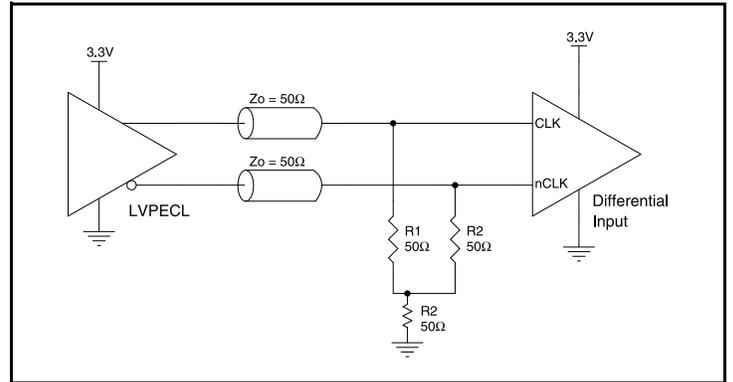 3.3V
3.3V
Zo = 50Ω
CLK
Zo = 50Ω
nCLK
LVPECL
Differential
Input
R1
50Ω
R2
50Ω
R2
50Ω